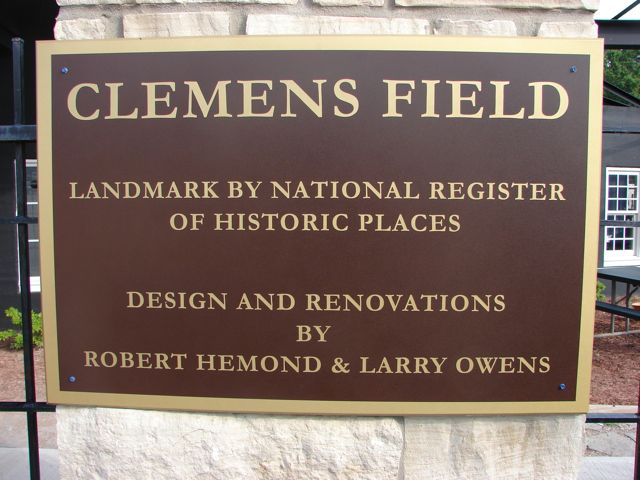 CLEMENS FIELD
LANDMARK BY NATIONAL REGISTER
OF HISTORIC PLACES
DESIGN AND RENOVATIONS
BY
ROBERT HEMOND & LARRY OWENS